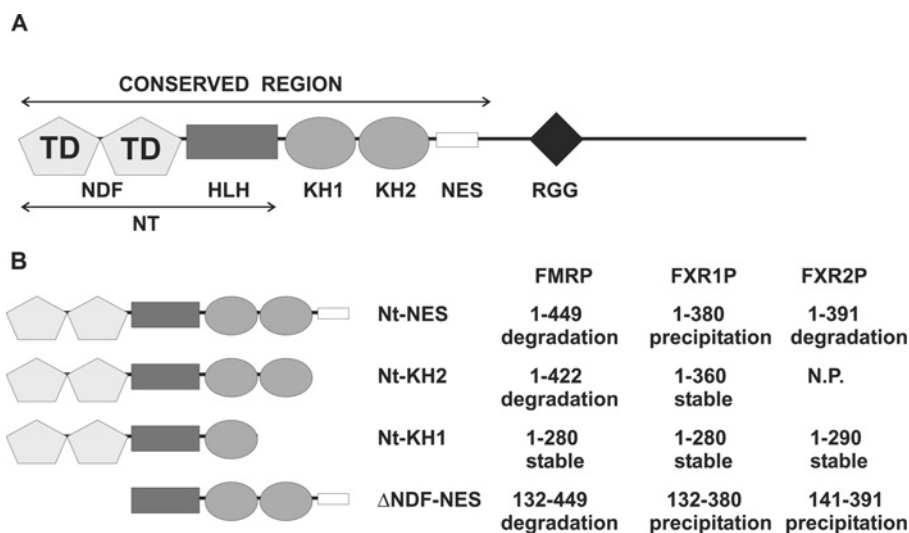 A
CONSERVED REGION
TD TD
NDF HLH KH1 KH2 NES RGG
NT
B
FMRP FXR1P FXR2P
Nt-NES 1-449 1-380 1-391
degradation precipitation degradation
Nt-KH2 1-422 1-360 N.P.
degradation stable
Nt-KH1 1-280 1-280 1-290
stable stable stable
ΔNDF-NES 132-449 132-380 141-391
degradation precipitation precipitation